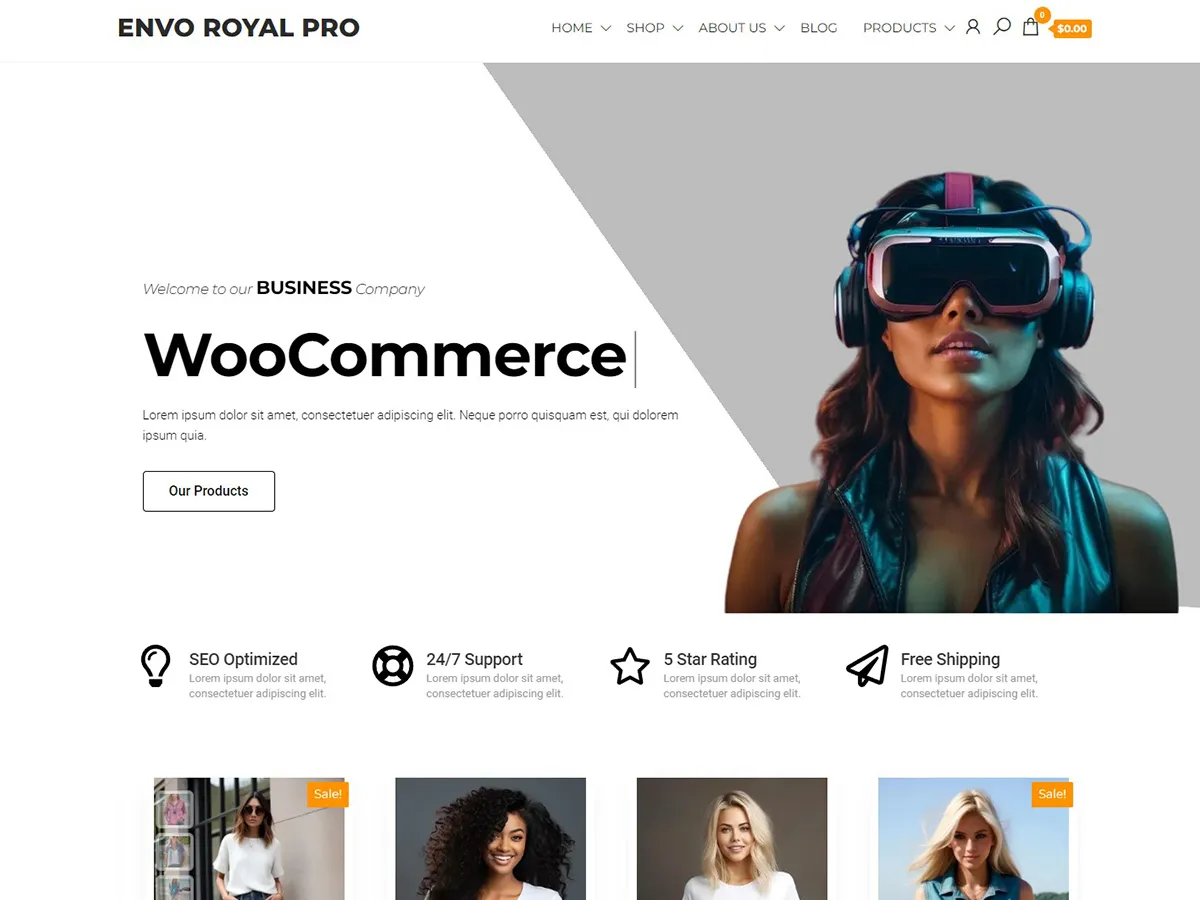 ENVO ROYAL PRO
HOME SHOP ABOUT US BLOG PRODUCTS 0 $0.00
Welcome to our BUSINESS Company
WooCommerce
Lorem ipsum dolor sit amet, consectetuer adipiscing elit. Neque porro quisquam est, qui dolorem
ipsum quia.
Our Products
SEO Optimized
Lorem ipsum dolor sit amet,
consectetuer adipiscing elit.
24/7 Support
Lorem ipsum dolor sit amet,
consectetuer adipiscing elit.
5 Star Rating
Lorem ipsum dolor sit amet,
consectetuer adipiscing elit.
Free Shipping
Lorem ipsum dolor sit amet,
consectetuer adipiscing elit.
Sale!
Sale!